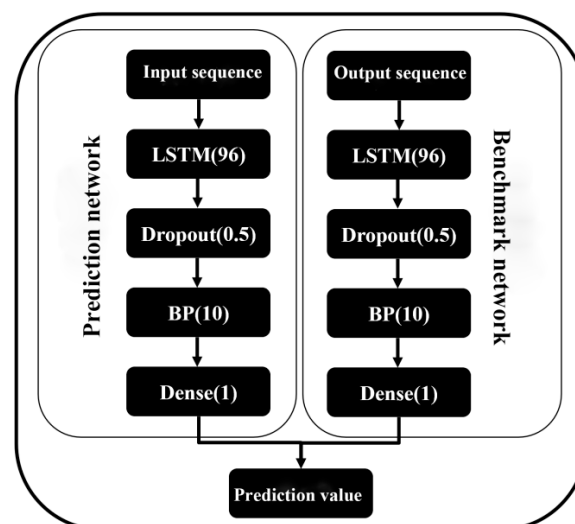 Prediction network
Input sequence
LSTM(96)
Dropout(0.5)
BP(10)
Dense(1)
Output sequence
LSTM(96)
Dropout(0.5)
BP(10)
Dense(1)
Benchmark network
Prediction value